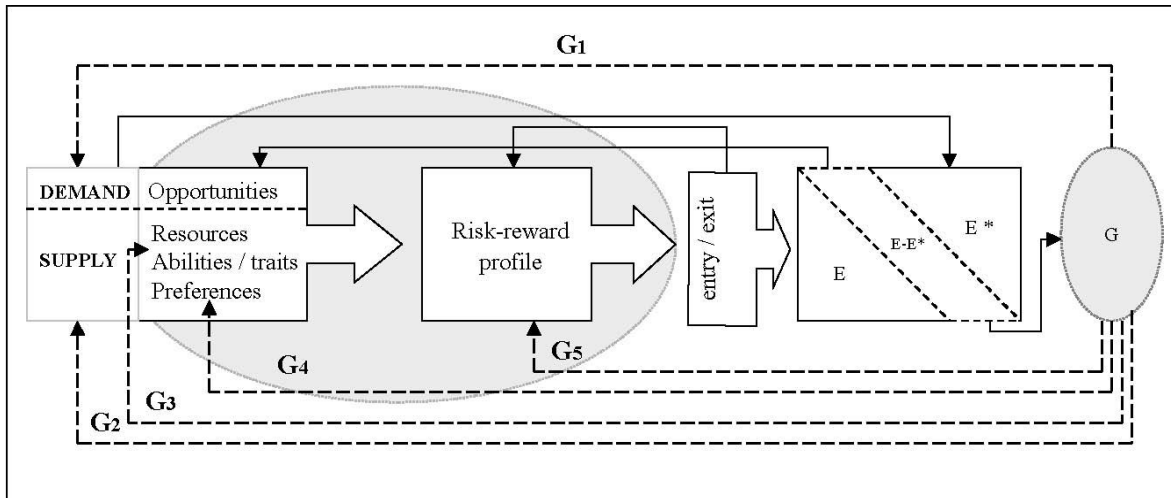 G1
DEMAND
Opportunities
SUPPLY
Resources
Abilities / traits
Preferences
Risk-reward
profile
entry / exit
E
E-E*
E *
G
G5
G4
G3
G2